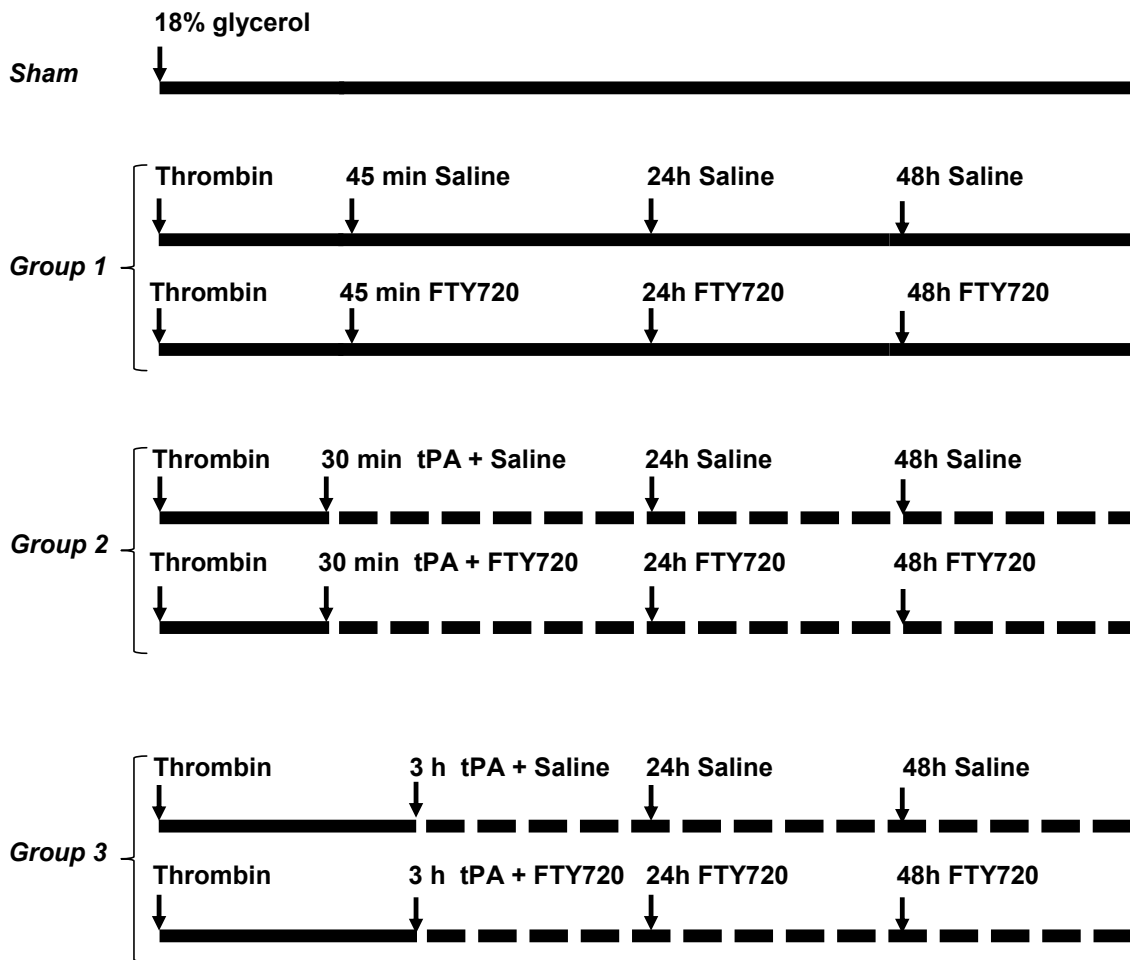 18% glycerol
Sham
Thrombin 45 min Saline 24h Saline 48h Saline
Group 1
Thrombin 45 min FTY720 24h FTY720 48h FTY720
Thrombin 30 min tPA + Saline 24h Saline 48h Saline
Group 2
Thrombin 30 min tPA + FTY720 24h FTY720 48h FTY720
Thrombin 3 h tPA + Saline 24h Saline 48h Saline
Group 3
Thrombin 3 h tPA + FTY720 24h FTY720 48h FTY720